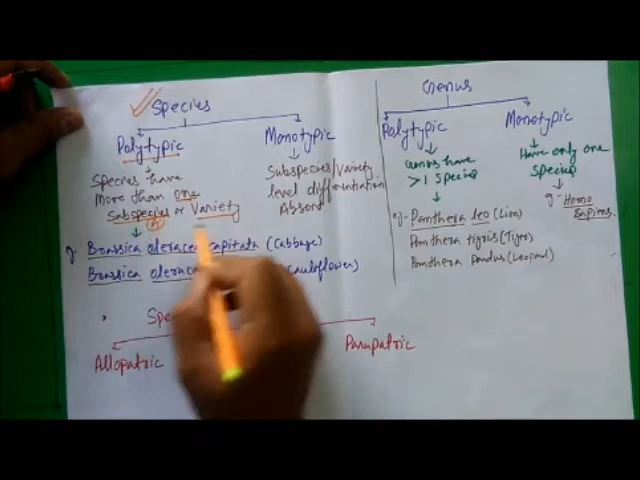 Species
Polytypic
Monotypic
Species have
More than one
Subspecies or Variety
(A)
Subspecies/Variety
level differentiation
Absent
eg. Brassica oleracea capitata (Cabbage)
Brassica (Cauliflower)
Allopatric
Parapatric
Genus
Polytypic
Monotypic
Genus have
>1 Species
Have only one
Species
eg- Panthera leo (Lion)
Panthera tigris (Tiger)
Panthera pardus (Leopard)
eg- Homo
Sapiens